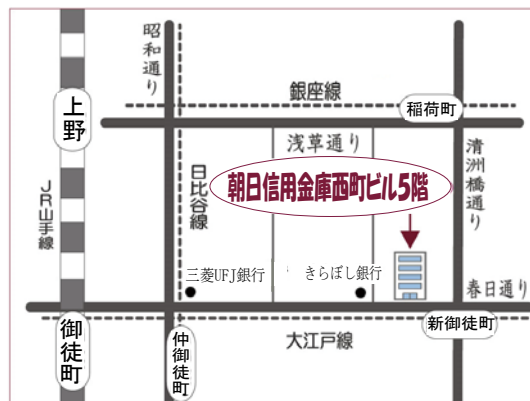 昭和通り
上野
銀座線
稲荷町
浅草通り
清洲橋通り
日比谷線
朝日信用金庫西町ビル5階
JR山手線
三菱UFJ銀行
きらぼし銀行
春日通り
御徒町
仲御徒町
大江戸線
新御徒町